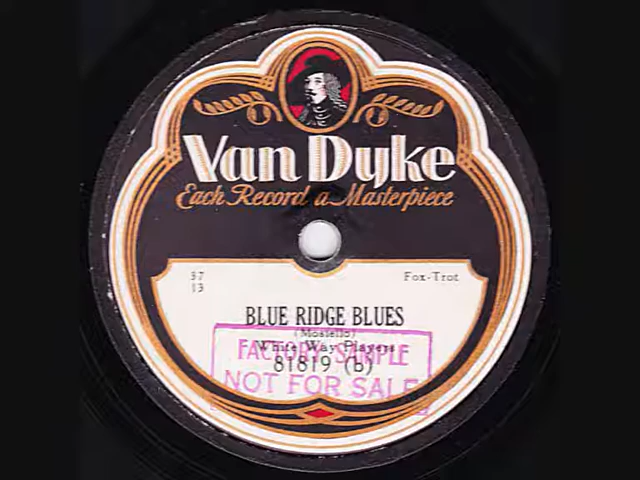 Van Dyke
Each Record a Masterpiece
37
13
Fox-Trot
BLUE RIDGE BLUES
(Mosiello)
White Way Players
81819 (b)
FACTORY SAMPLE
NOT FOR SALE